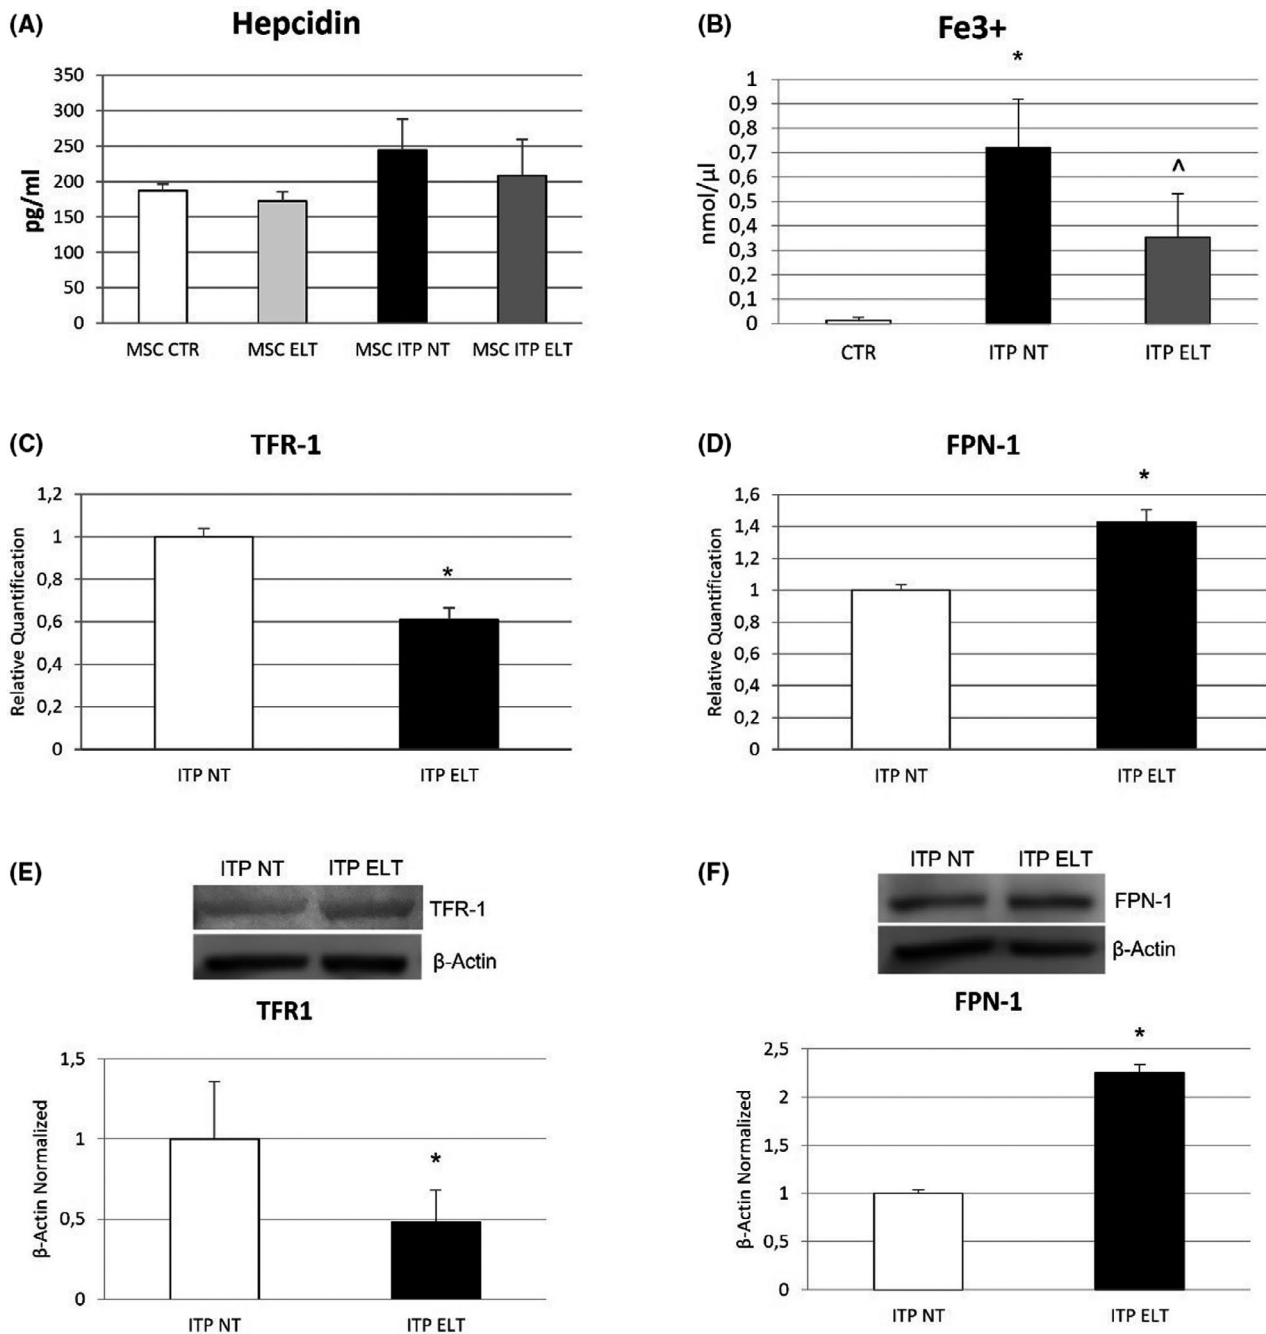 (A)
Hepcidin
350
300
250
200
150
100
50
0
pg/ml
MSC CTR MSC ELT MSC ITP NT MSC ITP ELT
(B)
Fe3+
*
^
1
0,9
0,8
0,7
0,6
0,5
0,4
0,3
0,2
0,1
0
nmol/µl
CTR ITP NT ITP ELT
(C)
TFR-1
*
1,2
1
0,8
0,6
0,4
0,2
0
Relative Quantification
ITP NT ITP ELT
(D)
FPN-1
*
1,6
1,4
1,2
1
0,8
0,6
0,4
0,2
0
Relative Quantification
ITP NT ITP ELT
(E)
ITP NT ITP ELT
TFR-1
β-Actin
TFR1
*
1,5
1
0,5
0
β-Actin Normalized
ITP NT ITP ELT
(F)
ITP NT ITP ELT
FPN-1
β-Actin
FPN-1
*
2,5
2
1,5
1
0,5
0
β-Actin Normalized
ITP NT ITP ELT